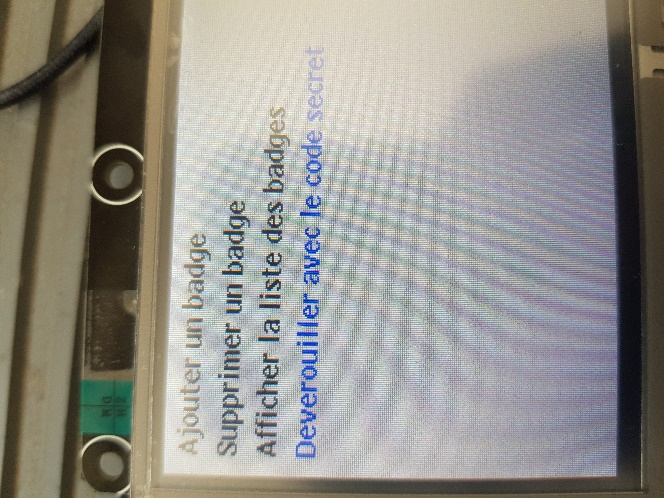 Ajouter un badge
Supprimer un badge
Afficher la liste des badges
Deverouiller avec le code secret